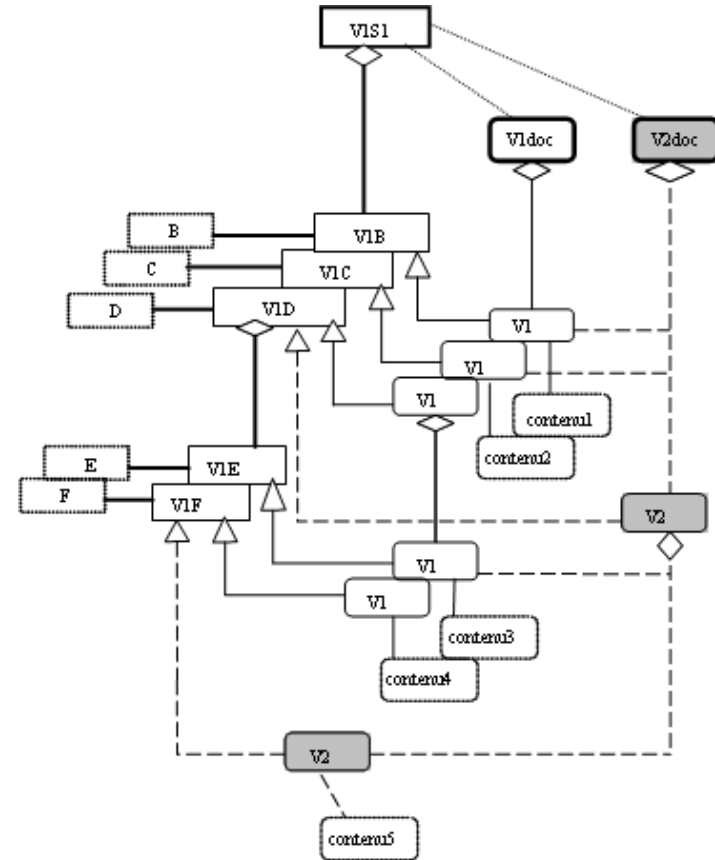 V1S1
V1doc
V2doc
B
V1B
C
V1C
D
V1D
V1
V1
V1
contenu1
contenu2
E
V1E
F
V1F
V2
V1
V1
contenu3
contenu4
V2
contenu5